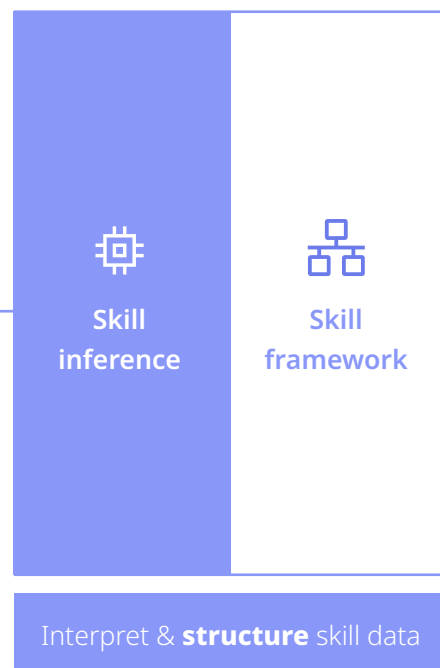 Skill
inference
Skill
framework
Interpret & structure skill data